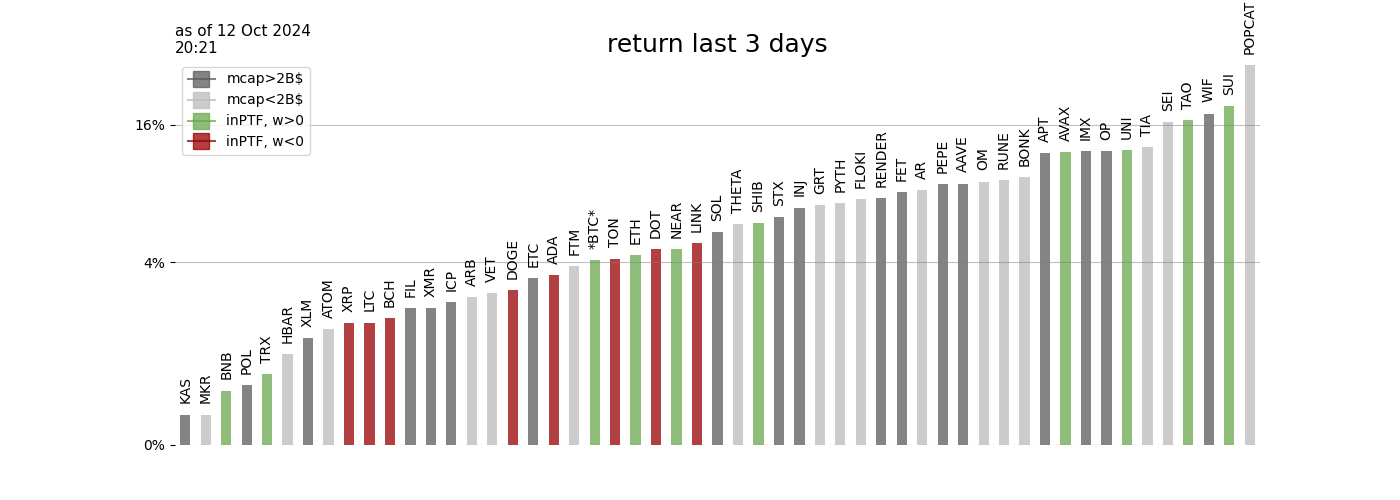 as of 12 Oct 2024
20:21
return last 3 days
mcap>2B$
mcap<2B$
inPTF, w>0
inPTF, w<0
16%
4%
0%
KAS
MKR
BNB
POL
TRX
HBAR
XLM
ATOM
XRP
LTC
BCH
FIL
XMR
ICP
ARB
VET
DOGE
ETC
ADA
FTM
*BTC*
TON
ETH
DOT
NEAR
LINK
SOL
THETA
SHIB
STX
INJ
GRT
PYTH
FLOKI
RENDER
FET
AR
PEPE
AAVE
OM
RUNE
BONK
APT
AVAX
IMX
OP
UNI
TIA
SEI
TAO
WIF
SUI
POPCAT